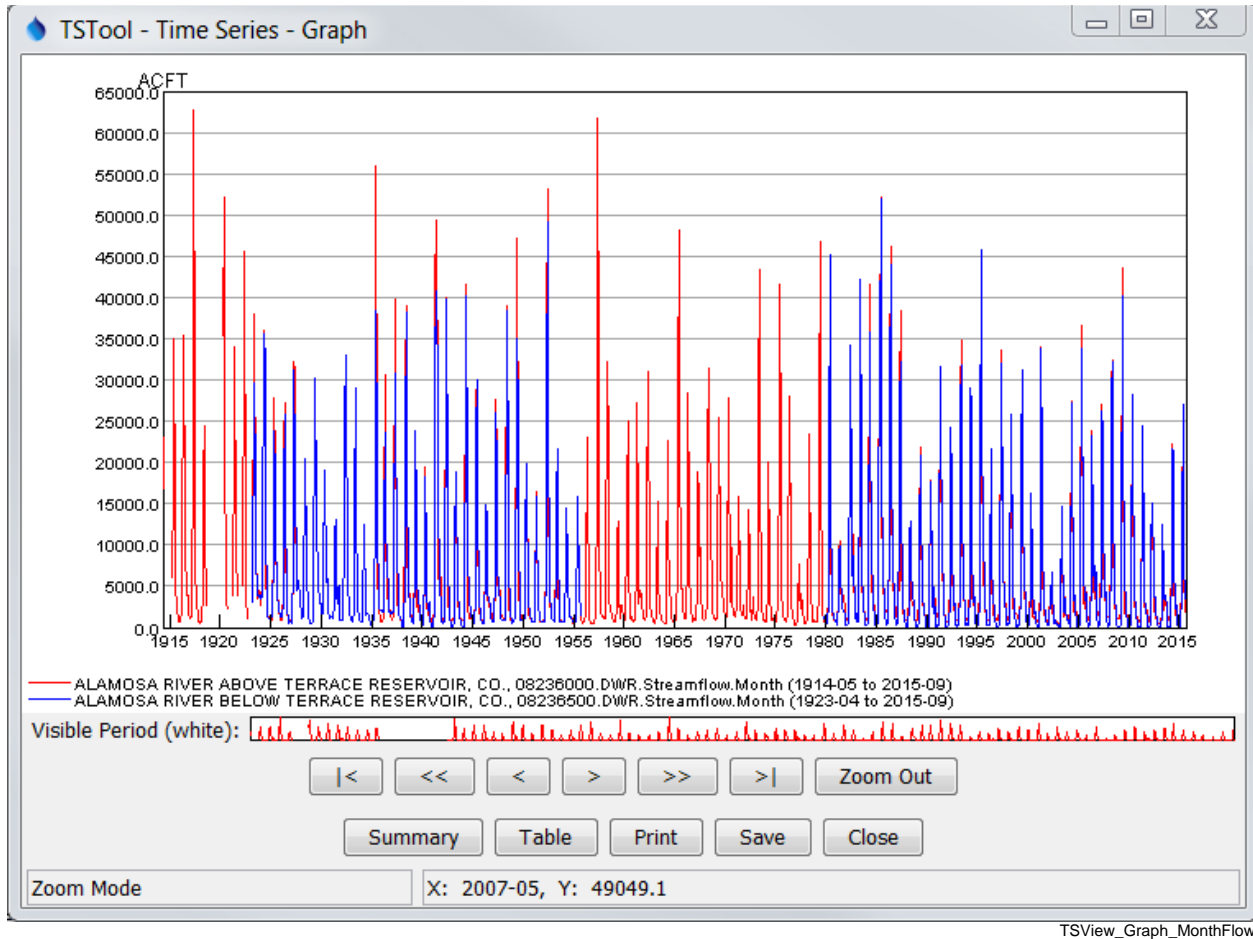 TSTool - Time Series - Graph
ACFT
65000.0
60000.0
55000.0
50000.0
45000.0
40000.0
35000.0
30000.0
25000.0
20000.0
15000.0
10000.0
5000.0
0.0
1915 1920 1925 1930 1935 1940 1945 1950 1955 1960 1965 1970 1975 1980 1985 1990 1995 2000 2005 2010 2015
ALAMOSA RIVER ABOVE TERRACE RESERVOIR, CO., 08236000.DWR.Streamflow.Month (1914-05 to 2015-09)
ALAMOSA RIVER BELOW TERRACE RESERVOIR, CO., 08236500.DWR.Streamflow.Month (1923-04 to 2015-09)
Visible Period (white):
|< << < > >> >| Zoom Out
Summary Table Print Save Close
Zoom Mode X: 2007-05, Y: 49049.1
TSView_Graph_MonthFlow